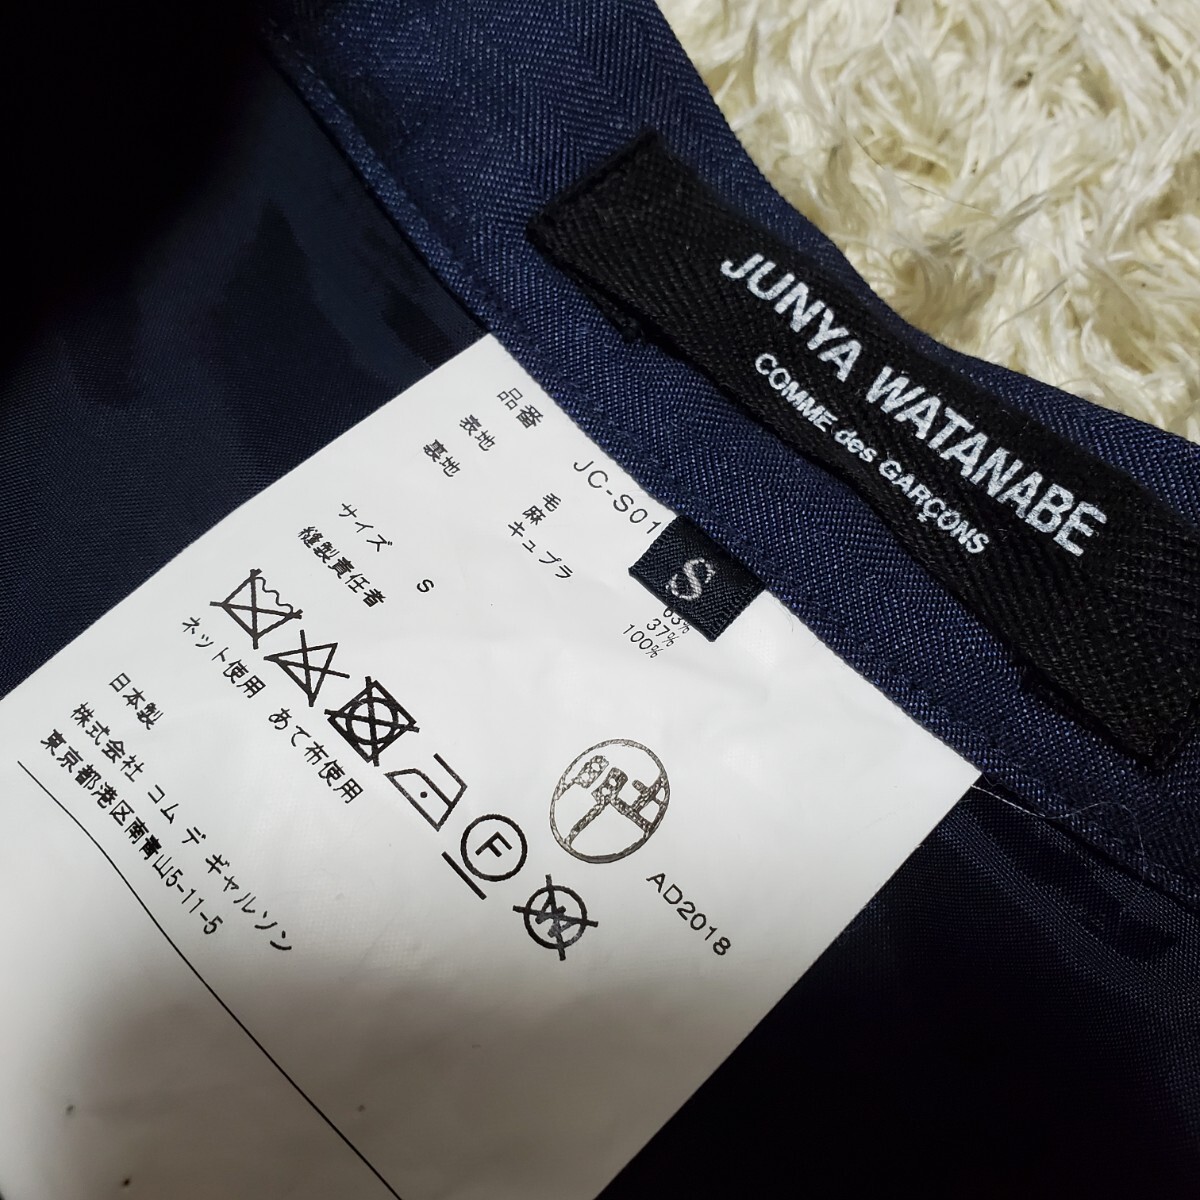 JUNYA WATANABE
COMME des GARÇONS
S
品番 JC-S01
表地 毛 63%
麻 37%
裏地 キュプラ 100%
サイズ S
縫製責任者
F
W
ネット使用 あて布使用
AD2018
日本製
株式会社 コム デ ギャルソン
東京都港区南青山5-11-5